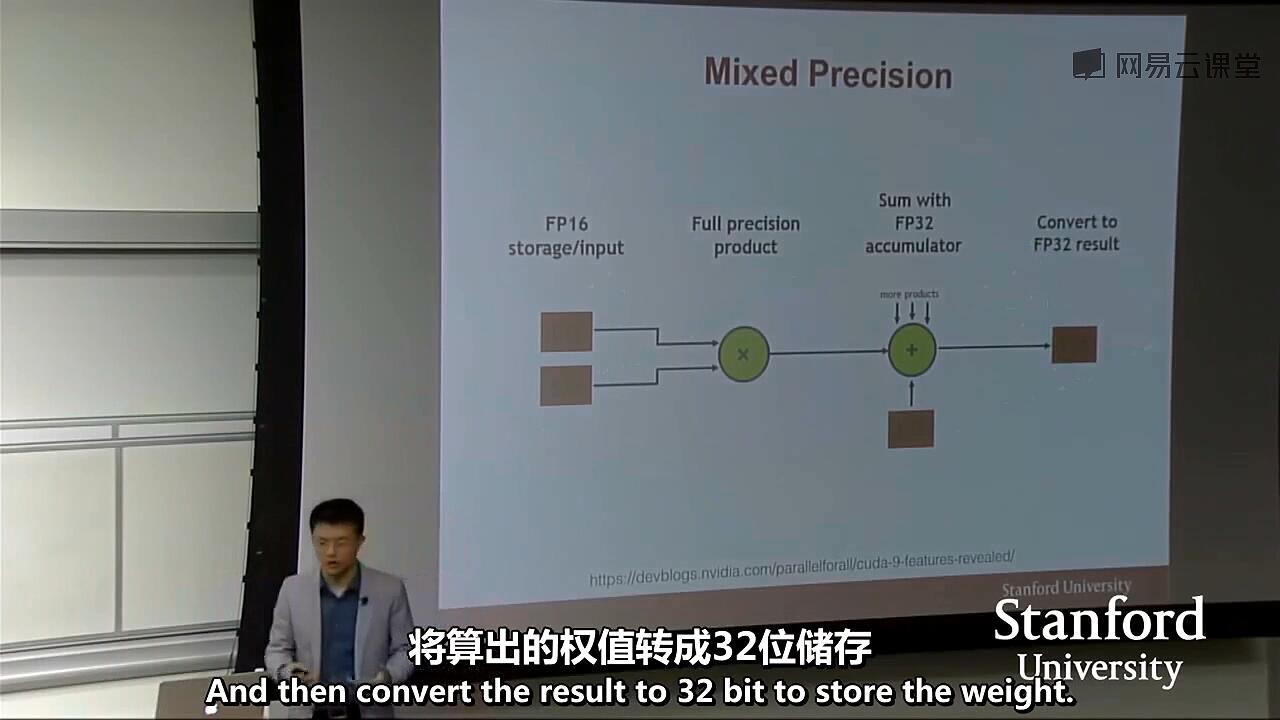 Mixed Precision
网易云课堂
FP16
storage/input
Full precision
product
Sum with
FP32
accumulator
Convert to
FP32 result
more products
×
+
https://devblogs.nvidia.com/parallelforall/cuda-9-features-revealed/
Stanford University
Stanford
University
将算出的权值转成32位储存
And then convert the result to 32 bit to store the weight.